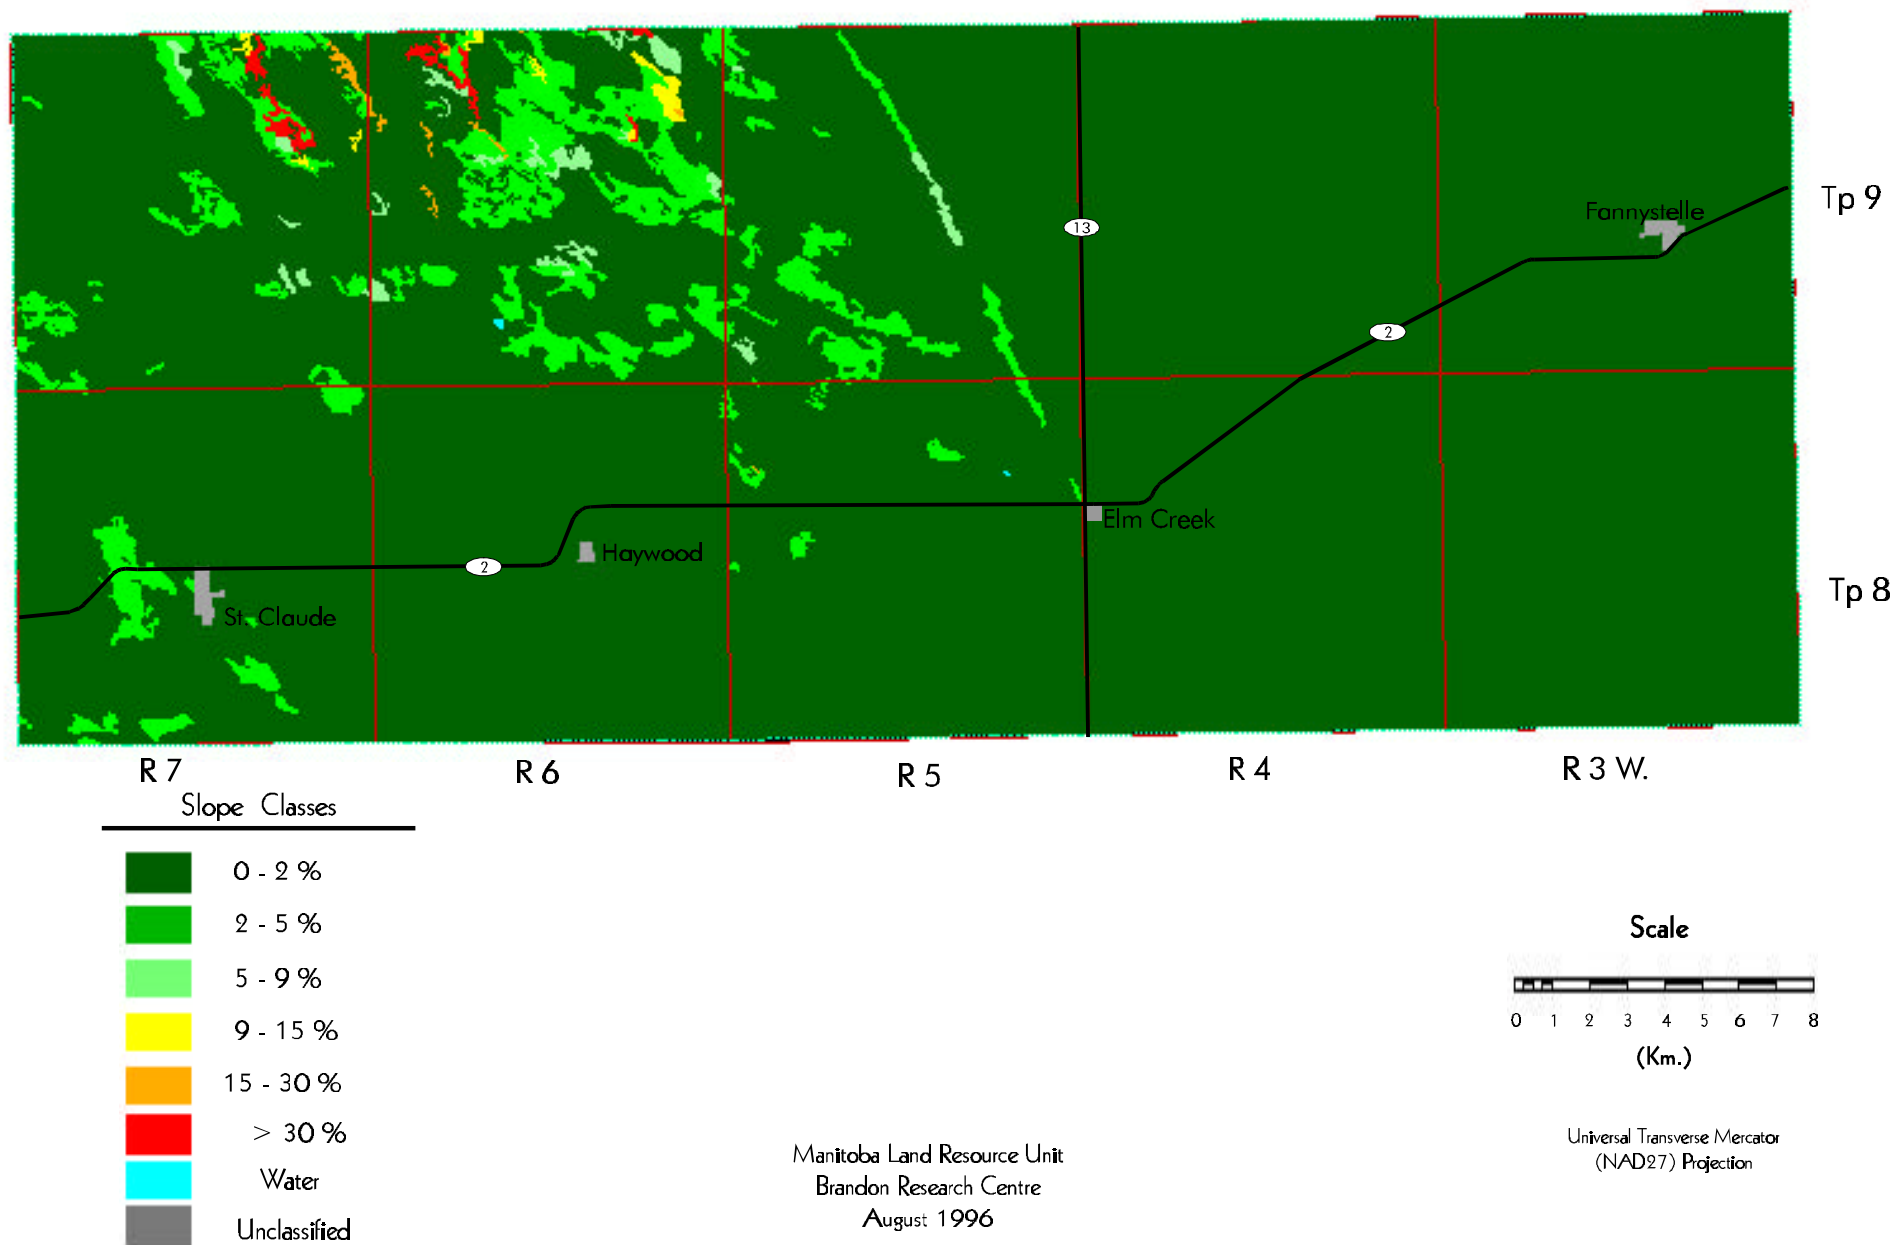 Tp 9
Fannystelle
13
2
Elm Creek
Haywood
2
St. Claude
Tp 8
R 7
R 6
R 5
R 4
R 3 W.
Slope Classes
0 - 2 %
2 - 5 %
5 - 9 %
9 - 15 %
15 - 30 %
> 30 %
Water
Unclassified
Scale
0 1 2 3 4 5 6 7 8
(Km.)
Universal Transverse Mercator
(NAD27) Projection
Manitoba Land Resource Unit
Brandon Research Centre
August 1996